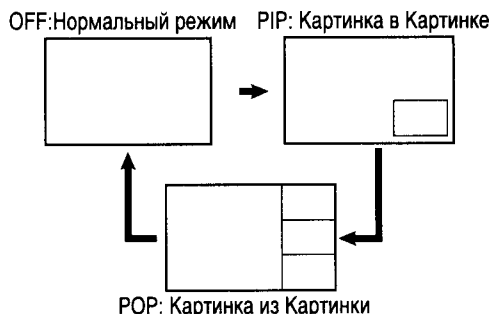 OFF:Нормальный режим
PIP: Картинка в Картинке
POP: Картинка из Картинки